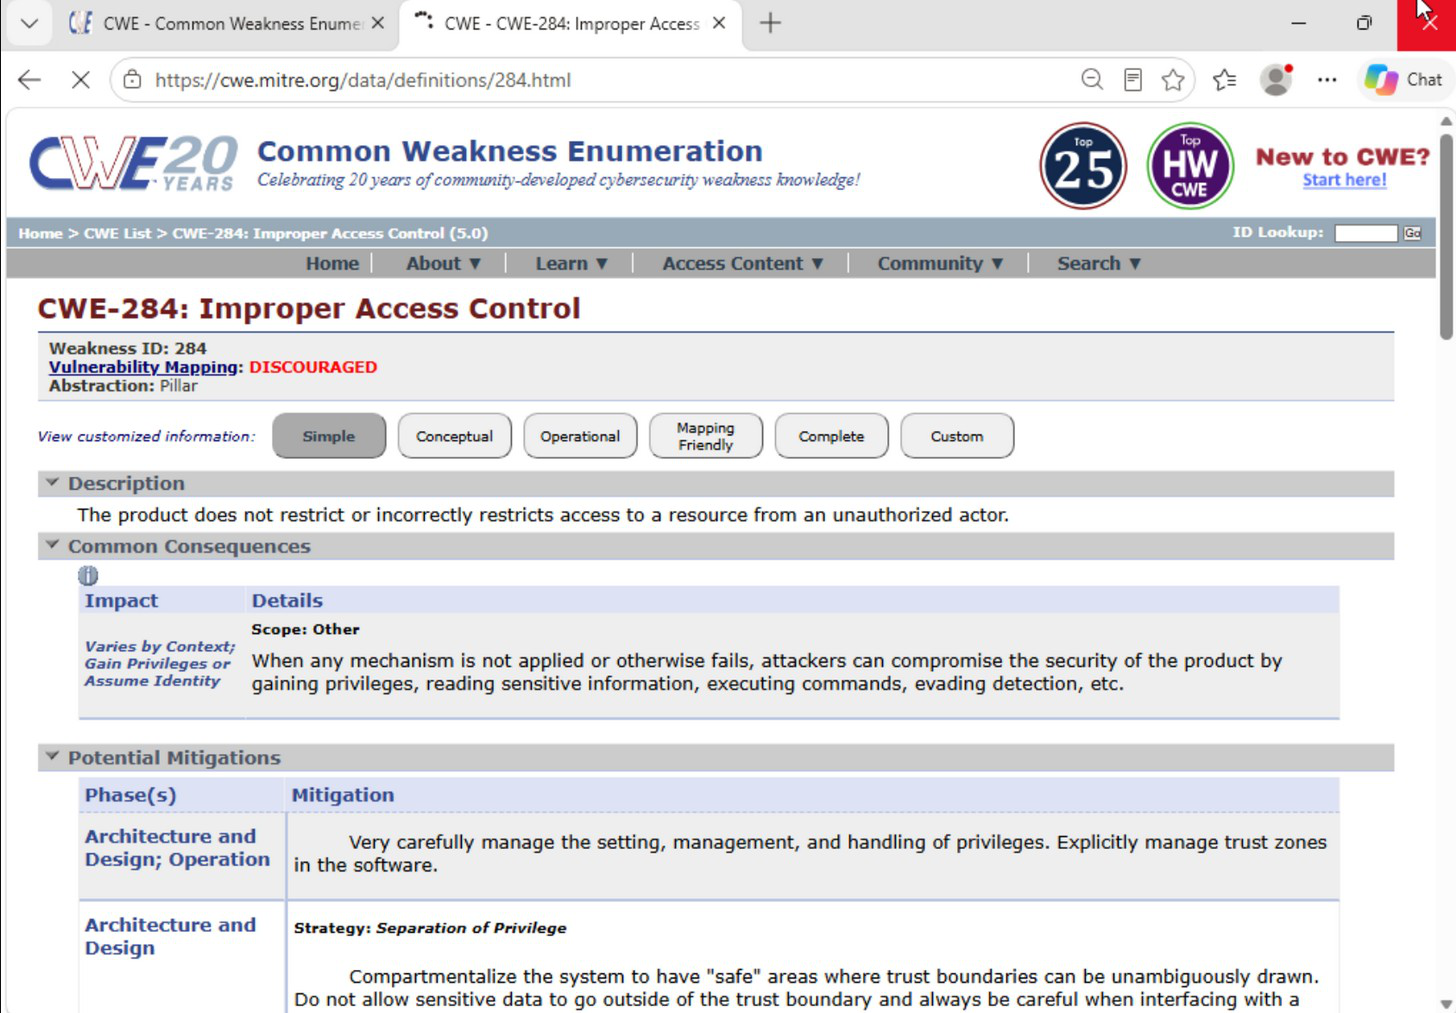 CWE - Common Weakness Enume
CWE - CWE-284: Improper Access
https://cwe.mitre.org/data/definitions/284.html
Chat
CWE 20 YEARS
Common Weakness Enumeration
Celebrating 20 years of community-developed cybersecurity weakness knowledge!
Top 25
Top HW CWE
New to CWE?
Start here!
Home > CWE List > CWE-284: Improper Access Control (5.0)
ID Lookup:
Go
Home About ▼ Learn ▼ Access Content ▼ Community ▼ Search ▼
CWE-284: Improper Access Control
Weakness ID: 284
Vulnerability Mapping: DISCOURAGED
Abstraction: Pillar
View customized information:
Simple
Conceptual
Operational
Mapping
Friendly
Complete
Custom
Description
The product does not restrict or incorrectly restricts access to a resource from an unauthorized actor.
Common Consequences
i
Impact
Details
Varies by Context;
Gain Privileges or
Assume Identity
Scope: Other
When any mechanism is not applied or otherwise fails, attackers can compromise the security of the product by
gaining privileges, reading sensitive information, executing commands, evading detection, etc.
Potential Mitigations
Phase(s)
Mitigation
Architecture and
Design; Operation
Very carefully manage the setting, management, and handling of privileges. Explicitly manage trust zones
in the software.
Architecture and
Design
Strategy: Separation of Privilege
Compartmentalize the system to have "safe" areas where trust boundaries can be unambiguously drawn.
Do not allow sensitive data to go outside of the trust boundary and always be careful when interfacing with a